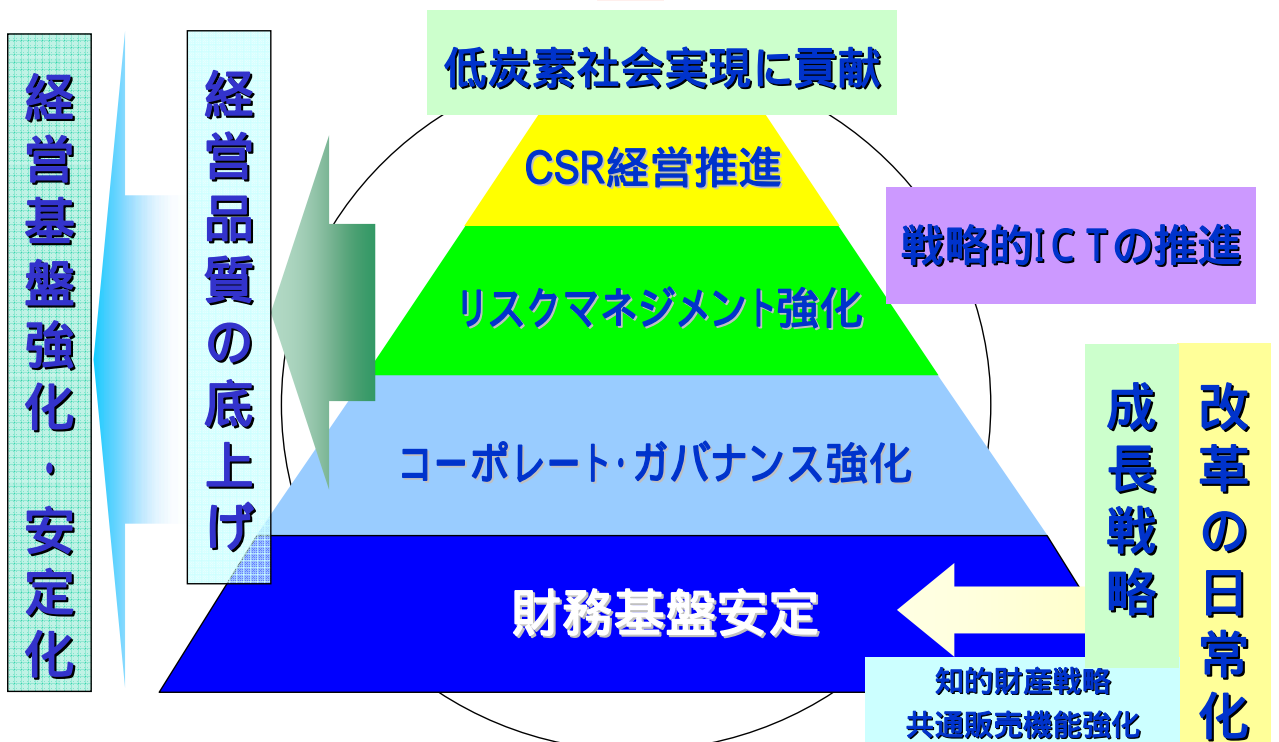 低炭素社会実現に貢献
CSR経営推進
リスクマネジメント強化
コーポレート・ガバナンス強化
財務基盤安定
経営基盤強化・安定化
経営品質の底上げ
戦略的ICTの推進
成長戦略
改革の日常化
知的財産戦略
共通販売機能強化